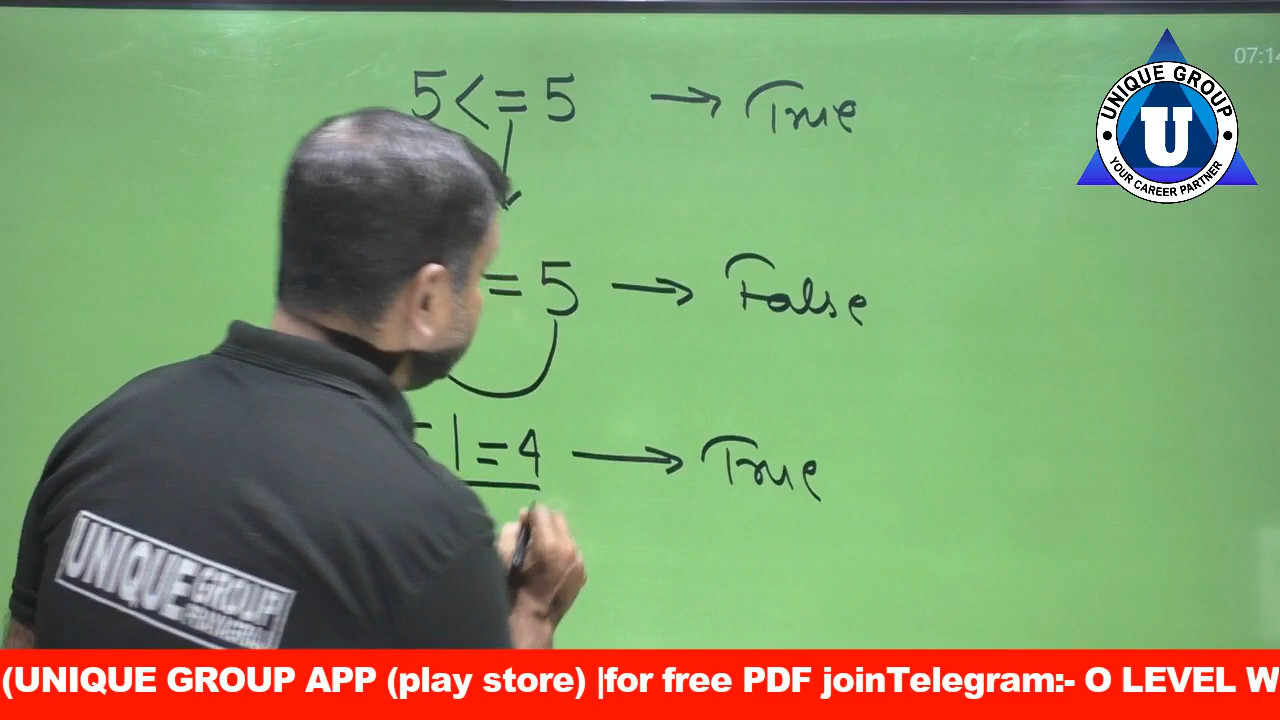 5<=5 → True
= 5 → False
5 != 4 → True
UNIQUE GROUP
U
YOUR CAREER PARTNER
07:14
UNIQUE GROUP
(UNIQUE GROUP APP (play store) |for free PDF joinTelegram:- O LEVEL W